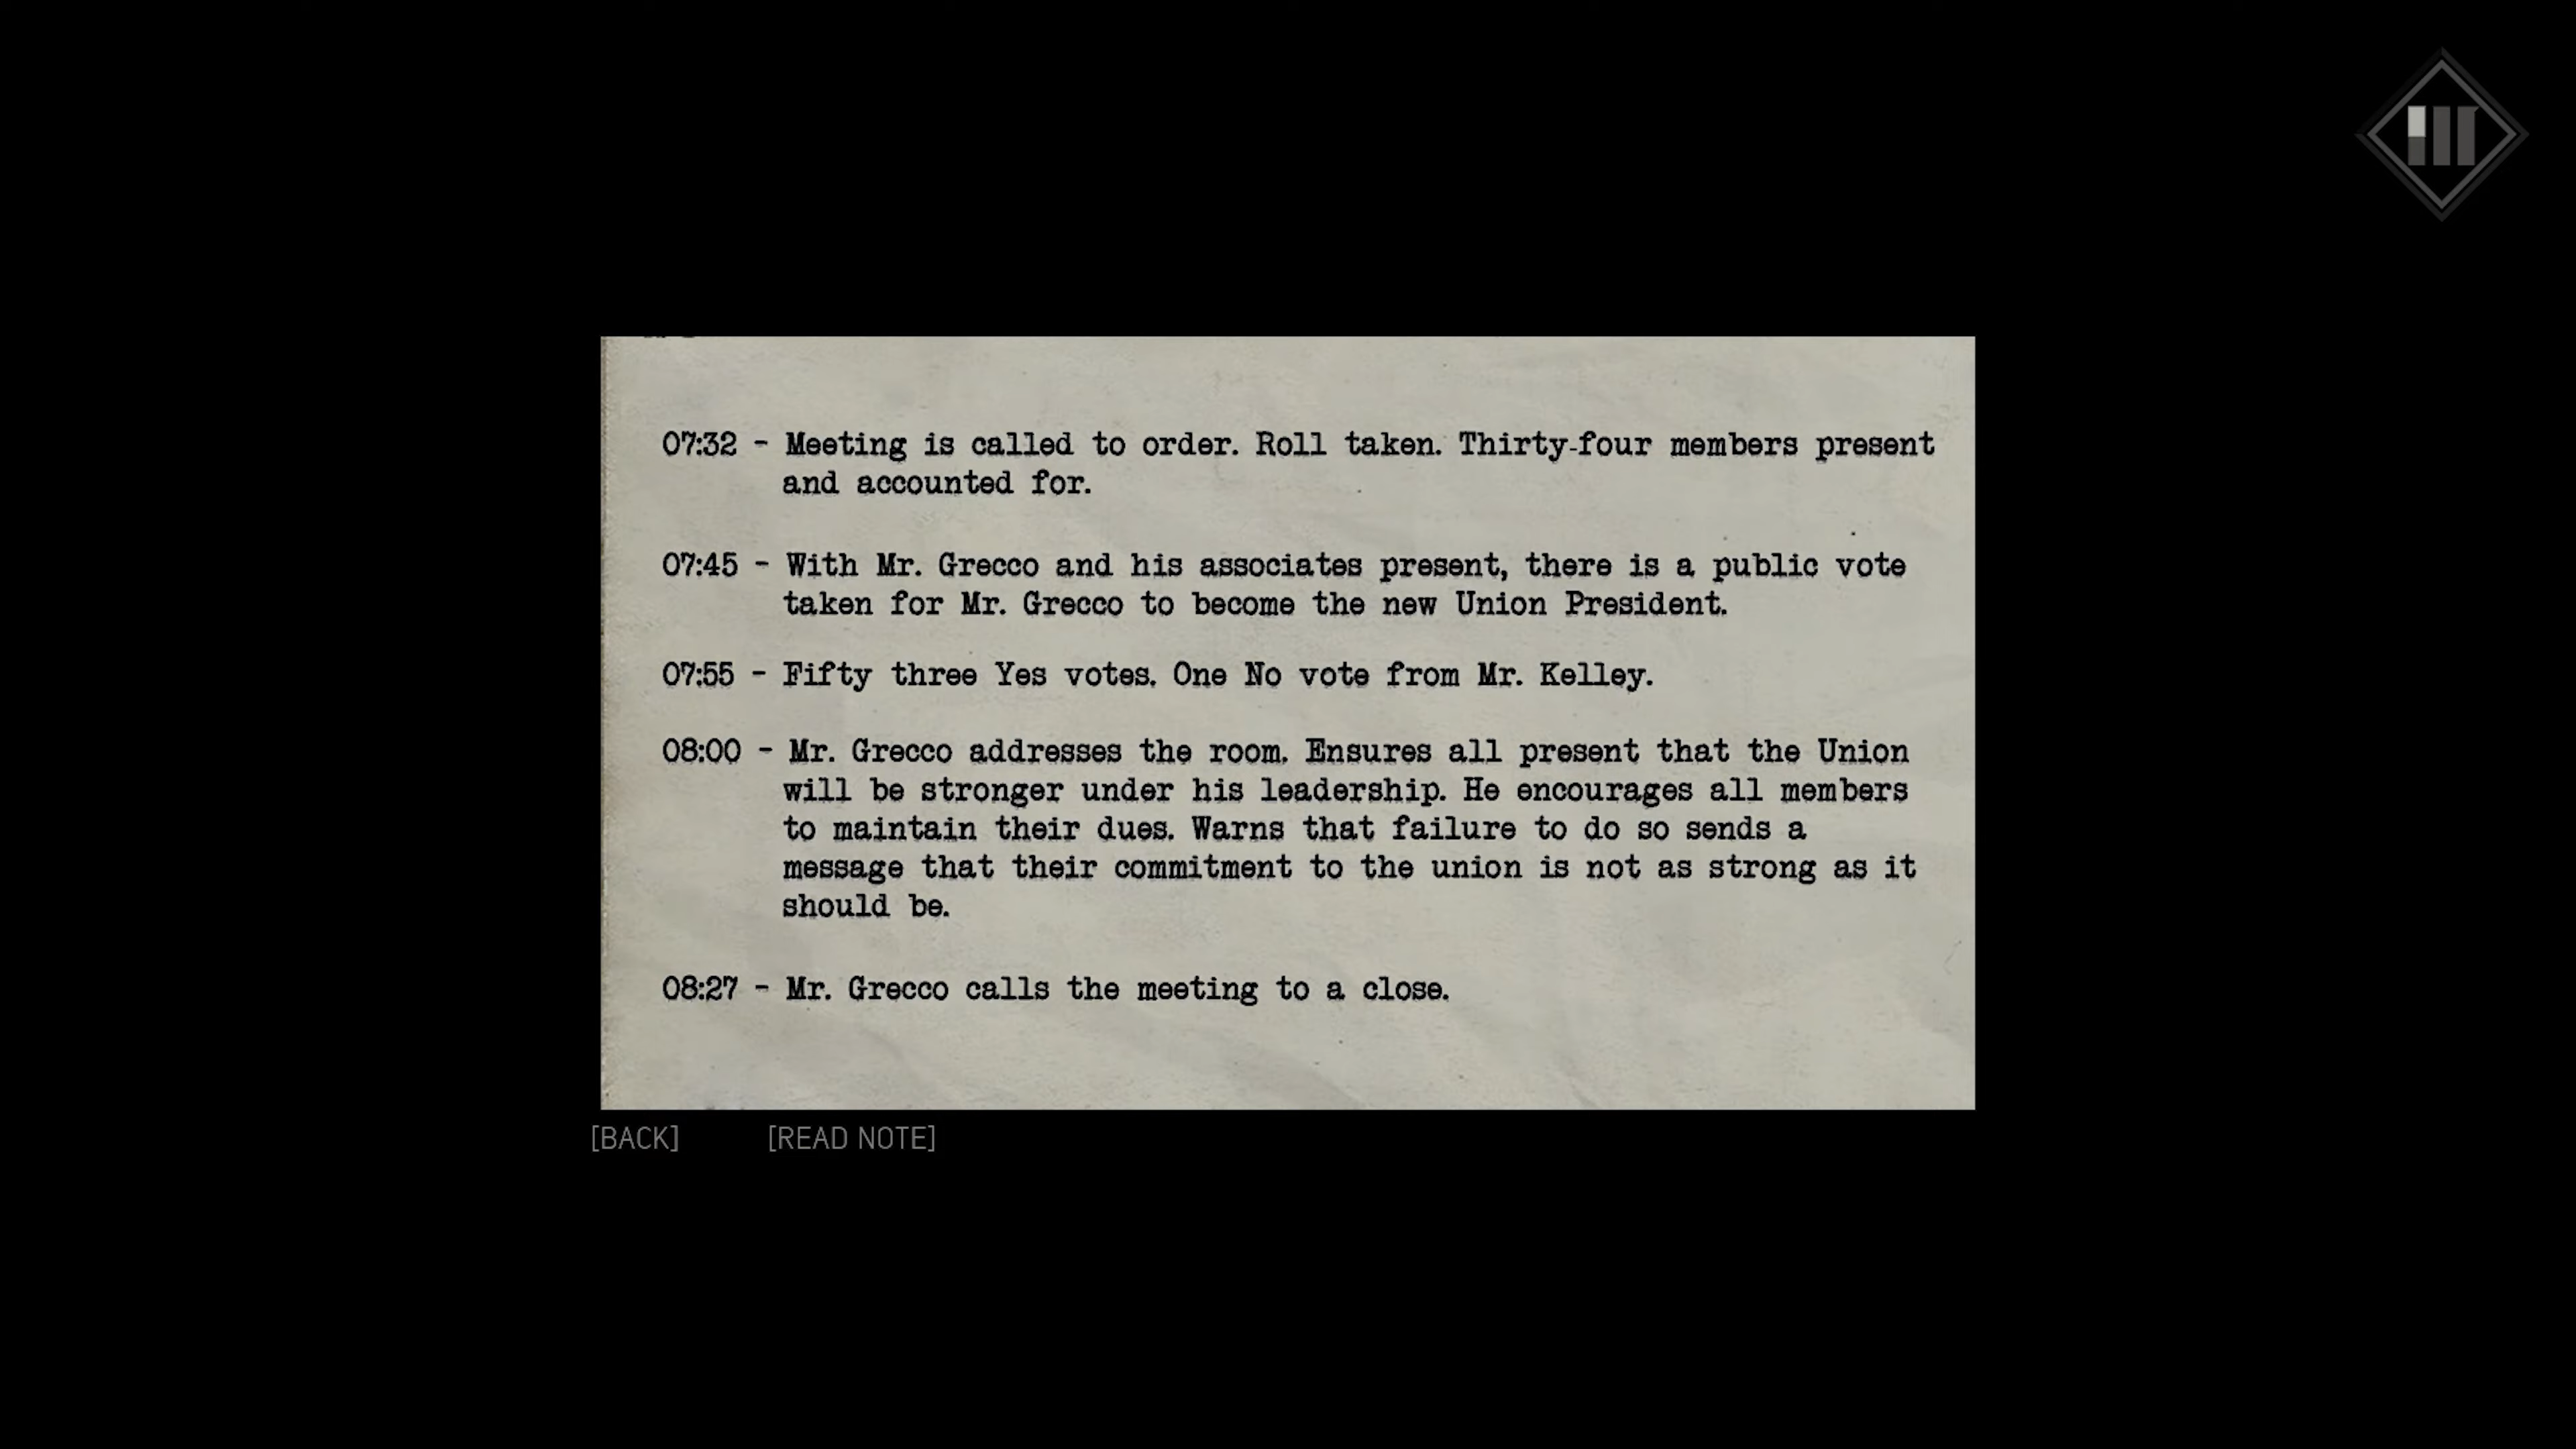 07:32 - Meeting is called to order. Roll taken. Thirty-four members present
and accounted for.
07:45 - With Mr. Grecco and his associates present, there is a public vote
taken for Mr. Grecco to become the new Union President.
07:55 - Fifty three Yes votes. One No vote from Mr. Kelley.
08:00 - Mr. Grecco addresses the room. Ensures all present that the Union
will be stronger under his leadership. He encourages all members
to maintain their dues. Warns that failure to do so sends a
message that their commitment to the union is not as strong as it
should be.
08:27 - Mr. Grecco calls the meeting to a close.
[BACK] [READ NOTE]